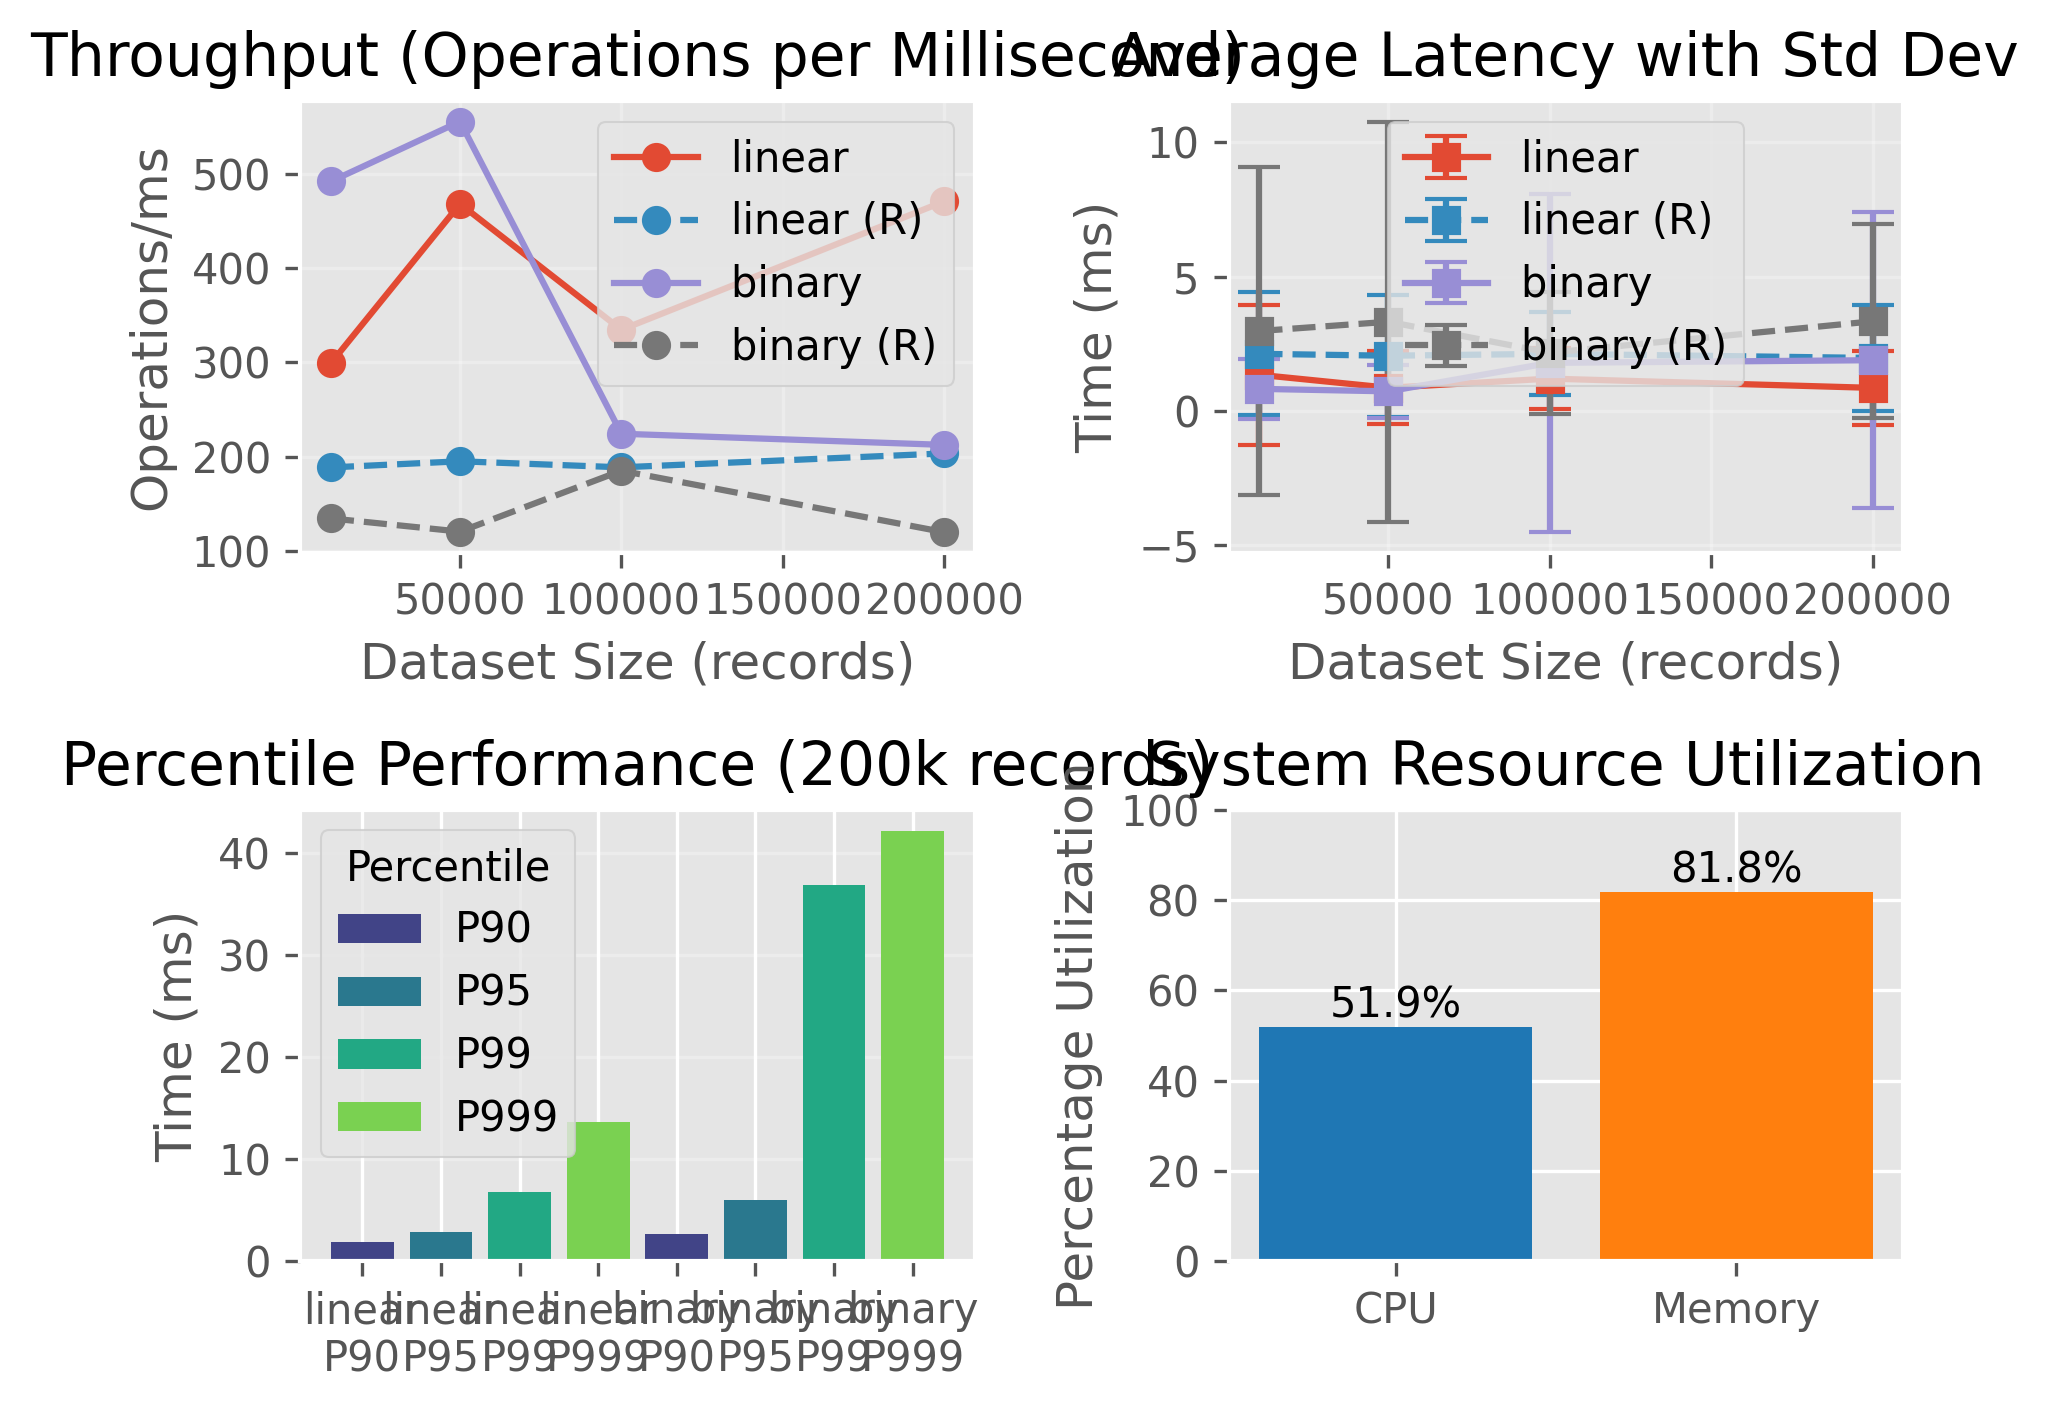 Throughput (Operations per Millisecond)
Operations/ms
500
400
300
200
100
linear
linear (R)
binary
binary (R)
50000 100000 150000 200000
Dataset Size (records)
Average Latency with Std Dev
Time (ms)
10
5
0
−5
linear
linear (R)
binary
binary (R)
50000 100000 150000 200000
Dataset Size (records)
Percentile Performance (200k records)
Time (ms)
40
30
20
10
0
Percentile
P90
P95
P99
P999
linear linear linear linear binary binary binary binary
P90 P95 P99 P999 P90 P95 P99 P999
System Resource Utilization
Percentage Utilization
100
80
60
40
20
0
51.9%
81.8%
CPU Memory